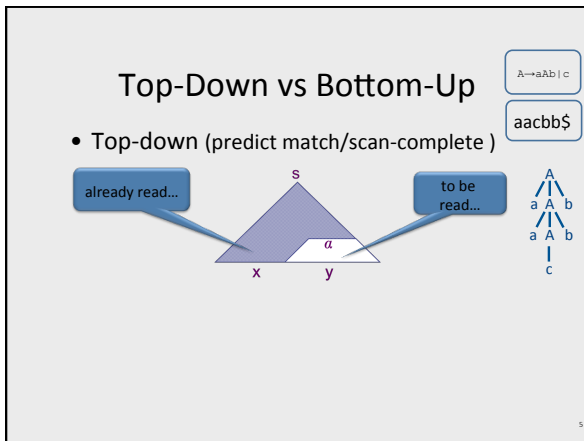 Top-Down vs Bottom-Up
A→aAb|c
aacbb$
• Top-down (predict match/scan-complete )
already read…
s
to be
read…
α
x y
A
a A b
a A b
c
5